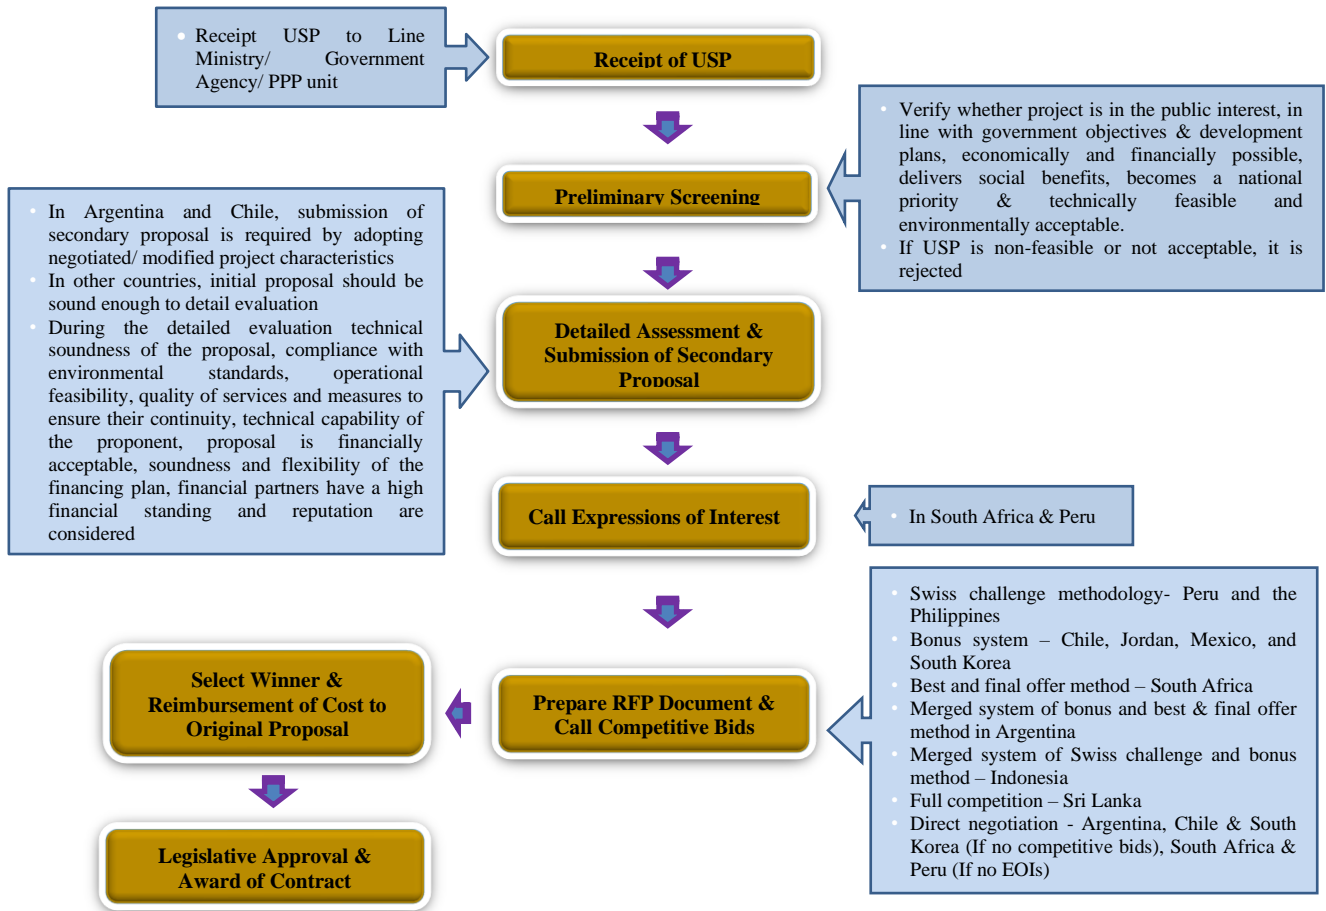 Receipt USP to Line
Ministry/ Government
Agency/ PPP unit
Receipt of USP
Verify whether project is in the public interest, in
line with government objectives & development
plans, economically and financially possible,
delivers social benefits, becomes a national
priority & technically feasible and
environmentally acceptable.
If USP is non-feasible or not acceptable, it is
rejected
Preliminary Screening
In Argentina and Chile, submission of
secondary proposal is required by adopting
negotiated/ modified project characteristics
In other countries, initial proposal should be
sound enough to detail evaluation
During the detailed evaluation technical
soundness of the proposal, compliance with
environmental standards, operational
feasibility, quality of services and measures to
ensure their continuity, technical capability of
the proponent, proposal is financially
acceptable, soundness and flexibility of the
financing plan, financial partners have a high
financial standing and reputation are
considered
Detailed Assessment &
Submission of Secondary
Proposal
Call Expressions of Interest
In South Africa & Peru
Swiss challenge methodology- Peru and the
Philippines
Bonus system – Chile, Jordan, Mexico, and
South Korea
Best and final offer method – South Africa
Merged system of bonus and best & final offer
method in Argentina
Merged system of Swiss challenge and bonus
method – Indonesia
Full competition – Sri Lanka
Direct negotiation - Argentina, Chile & South
Korea (If no competitive bids), South Africa &
Peru (If no EOIs)
Prepare RFP Document &
Call Competitive Bids
Select Winner &
Reimbursement of Cost to
Original Proposal
Legislative Approval &
Award of Contract